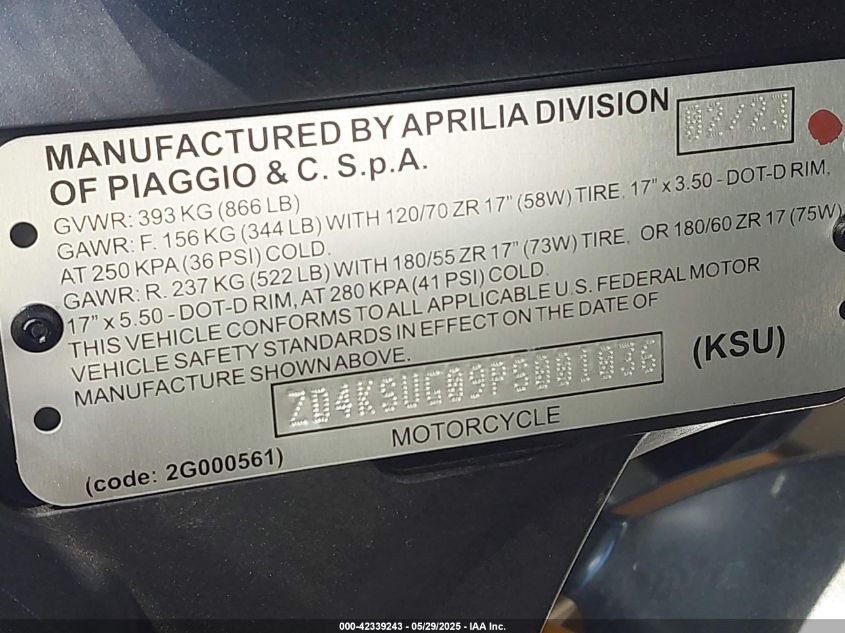 MANUFACTURED BY APRILIA DIVISION
OF PIAGGIO & C. S.p.A.
02/23
GVWR: 393 KG (866 LB)
GAWR: F. 156 KG (344 LB) WITH 120/70 ZR 17" (58W) TIRE, 17" x 3.50 - DOT-D RIM,
AT 250 KPA (36 PSI) COLD.
GAWR: R. 237 KG (522 LB) WITH 180/55 ZR 17" (73W) TIRE, OR 180/60 ZR 17 (75W)
17" x 5.50 - DOT-D RIM, AT 280 KPA (41 PSI) COLD.
THIS VEHICLE CONFORMS TO ALL APPLICABLE U.S. FEDERAL MOTOR
VEHICLE SAFETY STANDARDS IN EFFECT ON THE DATE OF
MANUFACTURE SHOWN ABOVE.
ZD4KSUG09PS001036
(KSU)
MOTORCYCLE
(code: 2G000561)
000-42339243 - 05/29/2025 - IAA Inc.